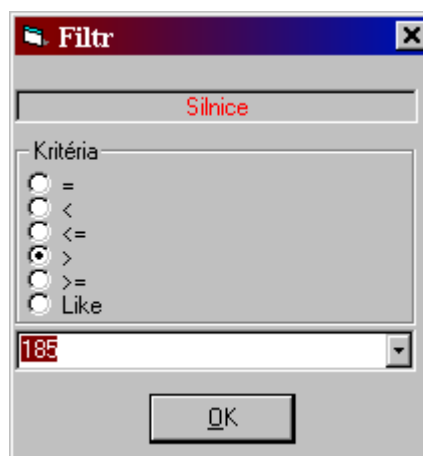 Filtr
Silnice
Kritéria
=
<
<=
>
>=
Like
185
OK